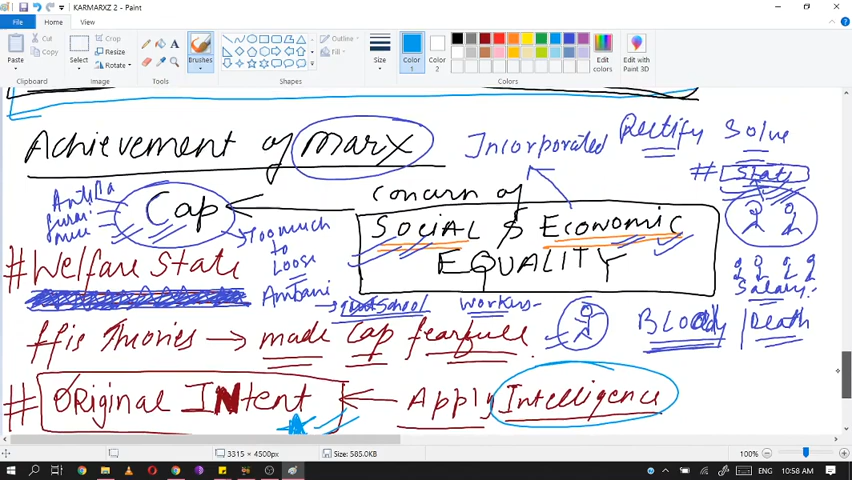 KARMARXZ 2 - Paint
File Home View
Paste Cut Copy Select Crop Resize Rotate Brushes Outline Fill Size Color 1 Color 2 Edit colors Edit with Paint 3D
Clipboard Image Tools Shapes Colors
Achievement of Marx
Incorporated Rectify Solve
# State
concern of
Cap
SOCIAL & ECONOMIC
EQUALITY
Too much
to
Loose
Ambani
# Welfare State
School
workers
Salary
BLOOdy | Death
Theories → made Cap fearfull
# ORiginal INtent ← Apply Intelligence
3315 × 4500px Size: 585.0KB 100%
ENG 10:58 AM